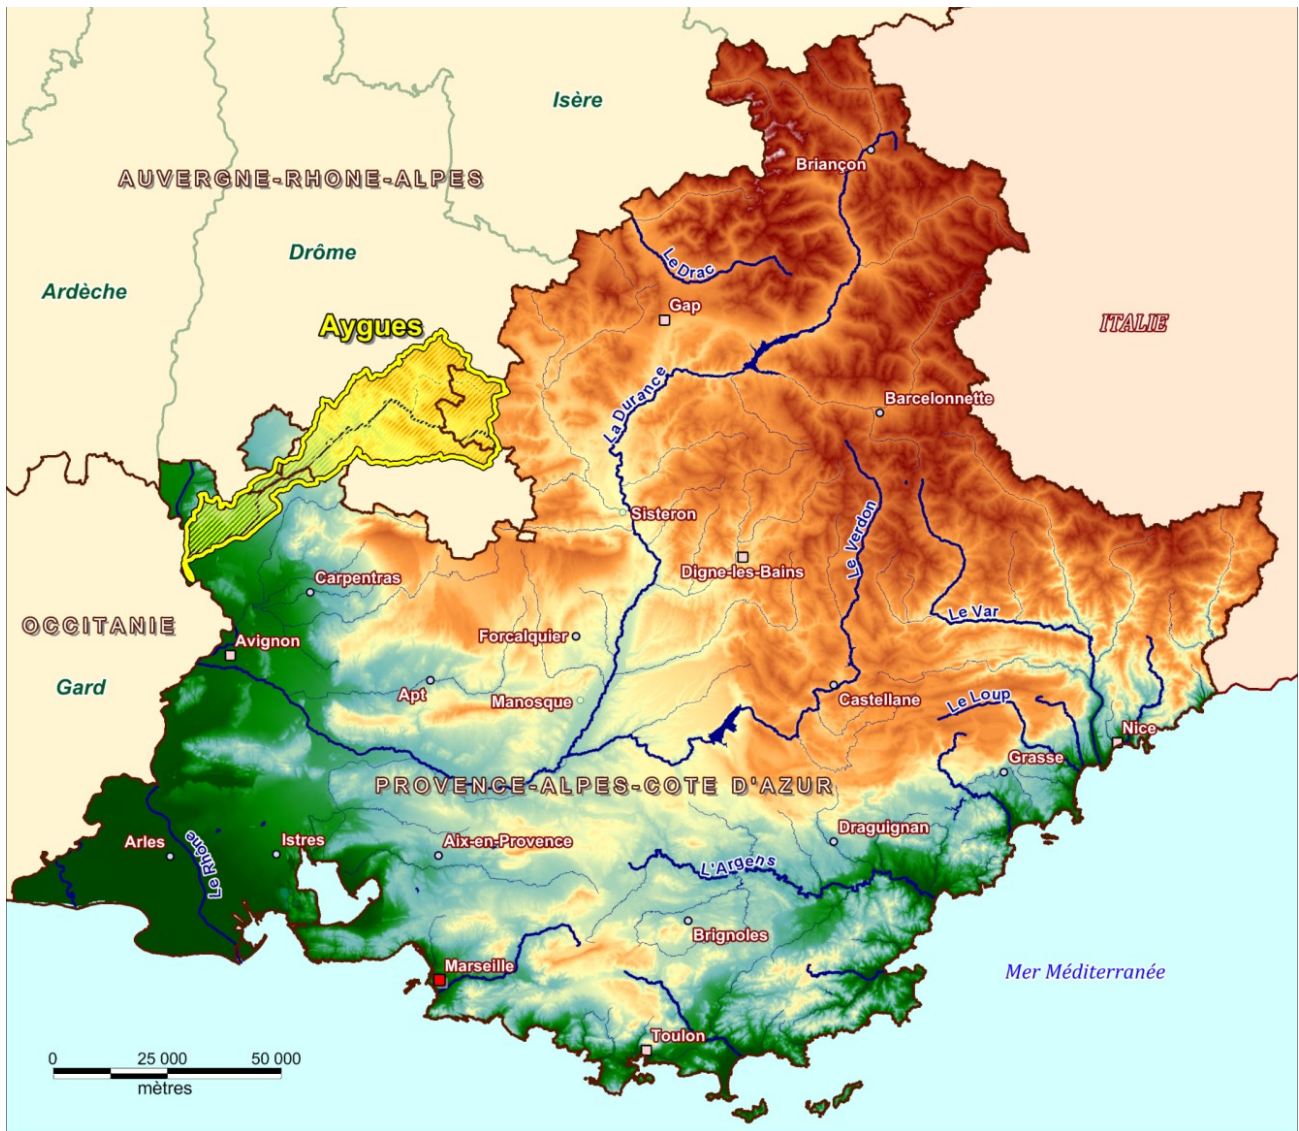 Isère
Briançon
AUVERGNE-RHONE-ALPES
Drôme
Le Drac
Ardèche
Gap
Aygues
ITALIE
La Durance
Barcelonnette
Sisteron
Le Verdon
Digne-les-Bains
Carpentras
Le Var
OCCITANIE
Forcalquier
Avignon
Gard
Apt
Manosque
Castellane
Le Loup
Nice
Grasse
PROVENCE-ALPES-COTE D'AZUR
Draguignan
Arles
Le Rhône
Istres
Aix-en-Provence
L'Argens
Brignoles
Marseille
Mer Méditerranée
Toulon
0 25 000 50 000
mètres